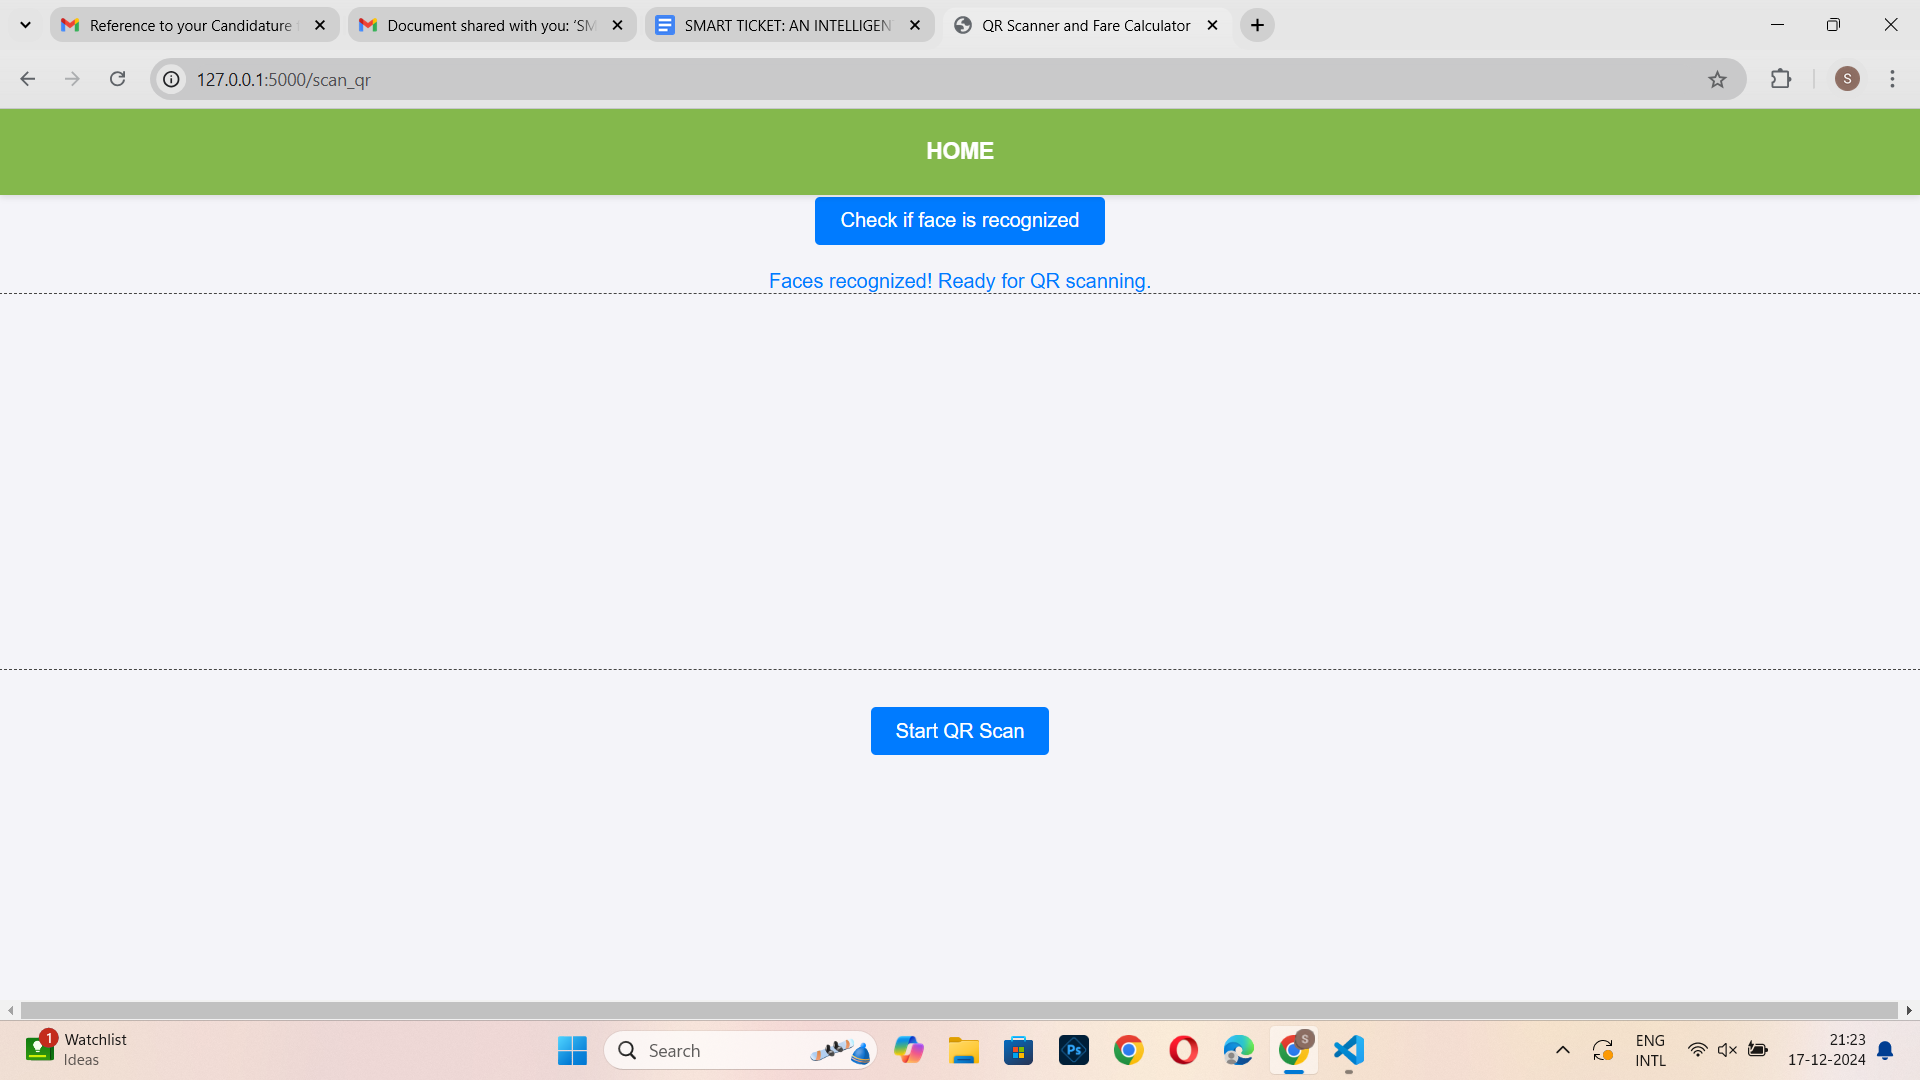 Reference to your Candidature
Document shared with you: 'SM
SMART TICKET: AN INTELLIGEN
QR Scanner and Fare Calculator
127.0.0.1:5000/scan_qr
S
HOME
Check if face is recognized
Faces recognized! Ready for QR scanning.
Start QR Scan
1
Watchlist
Ideas
Search
Ps
S
ENG
INTL
21:23
17-12-2024